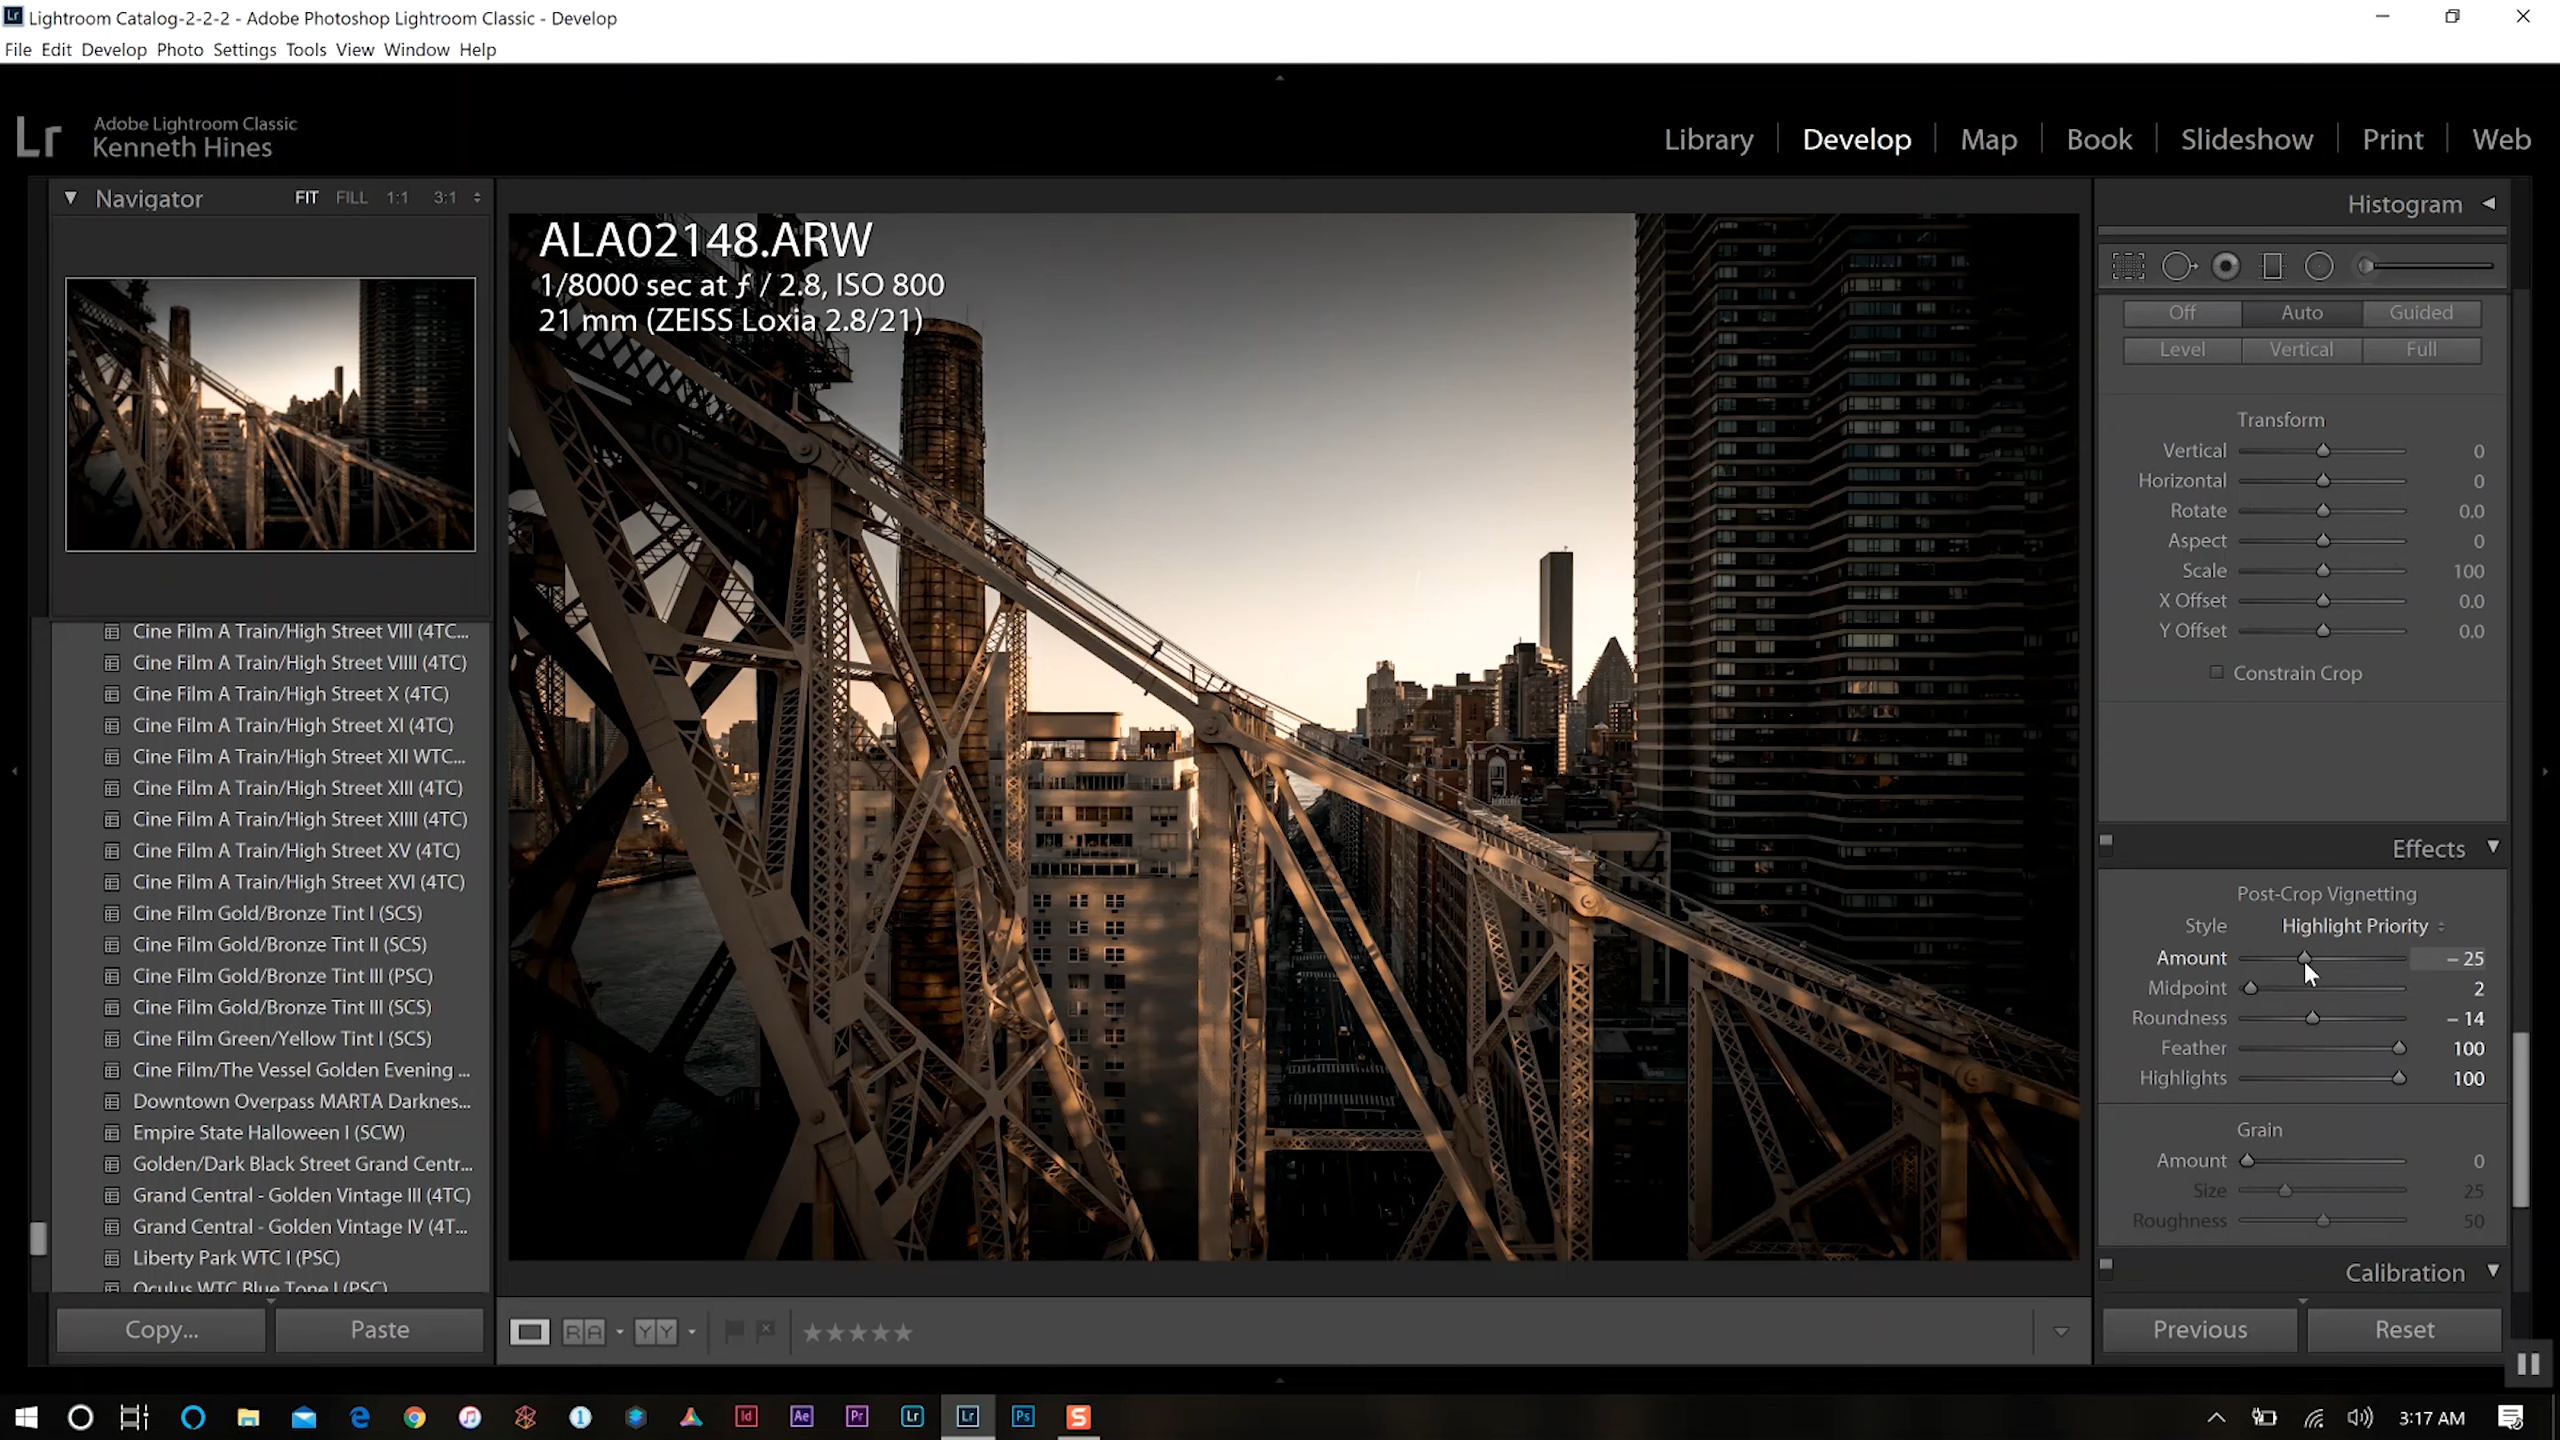 Lightroom Catalog-2-2-2 - Adobe Photoshop Lightroom Classic - Develop
File Edit Develop Photo Settings Tools View Window Help
Lr
Adobe Lightroom Classic
Kenneth Hines
Library Develop Map Book Slideshow Print Web
Navigator FIT FILL 1:1 3:1
Histogram
ALA02148.ARW
1/8000 sec at ƒ / 2.8, ISO 800
21 mm (ZEISS Loxia 2.8/21)
Off Auto Guided
Level Vertical Full
Transform
Vertical 0
Horizontal 0
Rotate 0.0
Aspect 0
Scale 100
X Offset 0.0
Y Offset 0.0
Constrain Crop
Cine Film A Train/High Street VIII (4TC...
Cine Film A Train/High Street VIIII (4TC)
Cine Film A Train/High Street X (4TC)
Cine Film A Train/High Street XI (4TC)
Cine Film A Train/High Street XII WTC...
Cine Film A Train/High Street XIII (4TC)
Cine Film A Train/High Street XIIII (4TC)
Cine Film A Train/High Street XV (4TC)
Cine Film A Train/High Street XVI (4TC)
Cine Film Gold/Bronze Tint I (SCS)
Cine Film Gold/Bronze Tint II (SCS)
Cine Film Gold/Bronze Tint III (PSC)
Cine Film Gold/Bronze Tint III (SCS)
Cine Film Green/Yellow Tint I (SCS)
Cine Film/The Vessel Golden Evening ...
Downtown Overpass MARTA Darknes...
Empire State Halloween I (SCW)
Golden/Dark Black Street Grand Centr...
Grand Central - Golden Vintage III (4TC)
Grand Central - Golden Vintage IV (4T...
Liberty Park WTC I (PSC)
Oculus WTC Blue Tone I (PSC)
Effects
Post-Crop Vignetting
Style Highlight Priority
Amount – 25
Midpoint 2
Roundness – 14
Feather 100
Highlights 100
Grain
Amount 0
Size 25
Roughness 50
Calibration
Copy... Paste
R A Y Y
Previous Reset
Id Ae Pr Lr Lr Ps S
3:17 AM